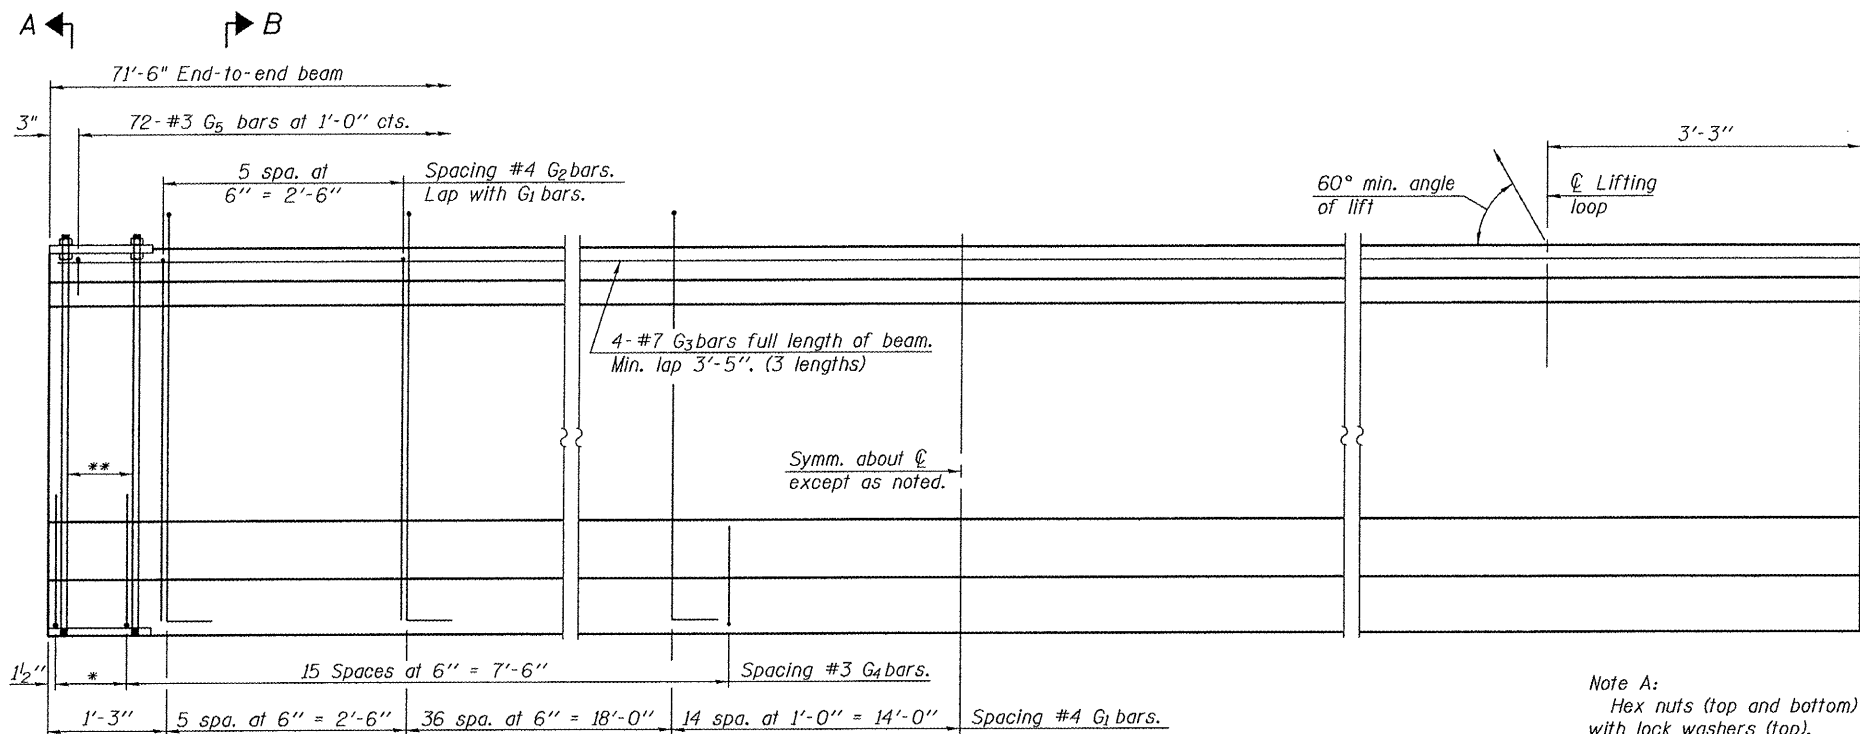 A B
71'-6" End-to-end beam
3" 72-#3 G5 bars at 1'-0" cts.
3'-3"
5 spa. at
6" = 2'-6"
Spacing #4 G2 bars.
Lap with G1 bars.
60° min. angle
of lift
℄ Lifting
loop
4-#7 G3 bars full length of beam.
Min. lap 3'-5". (3 lengths)
**
Symm. about ℄
except as noted.
1½" * 15 Spaces at 6" = 7'-6" Spacing #3 G4 bars.
1'-3" 5 spa. at 6" = 2'-6" 36 spa. at 6" = 18'-0" 14 spa. at 1'-0" = 14'-0" Spacing #4 G1 bars.
Note A:
Hex nuts (top and bottom)
with lock washers (top).